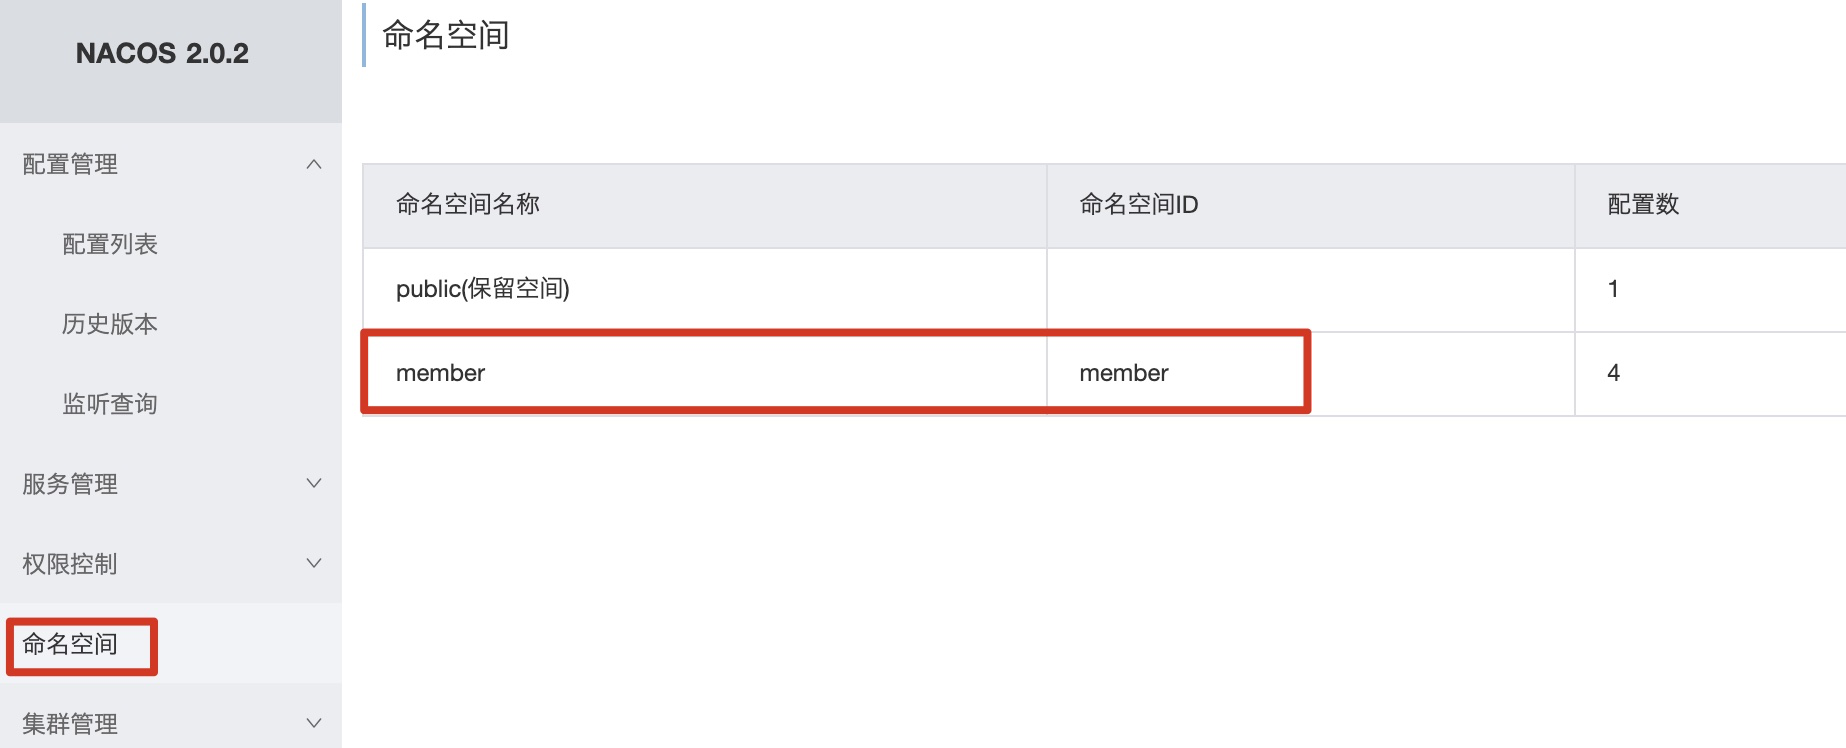 NACOS 2.0.2
配置管理
配置列表
历史版本
监听查询
服务管理
权限控制
命名空间
集群管理
命名空间
命名空间名称 命名空间ID 配置数
public(保留空间) 1
member member 4